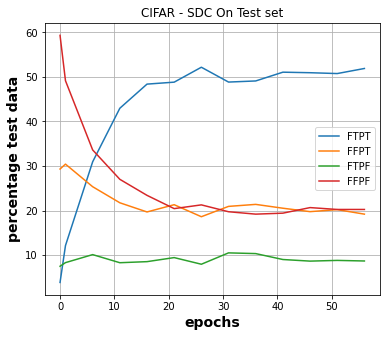 CIFAR - SDC On Test set
percentage test data
60
50
40
30
20
10
FTPT
FFPT
FTPF
FFPF
0 10 20 30 40 50
epochs